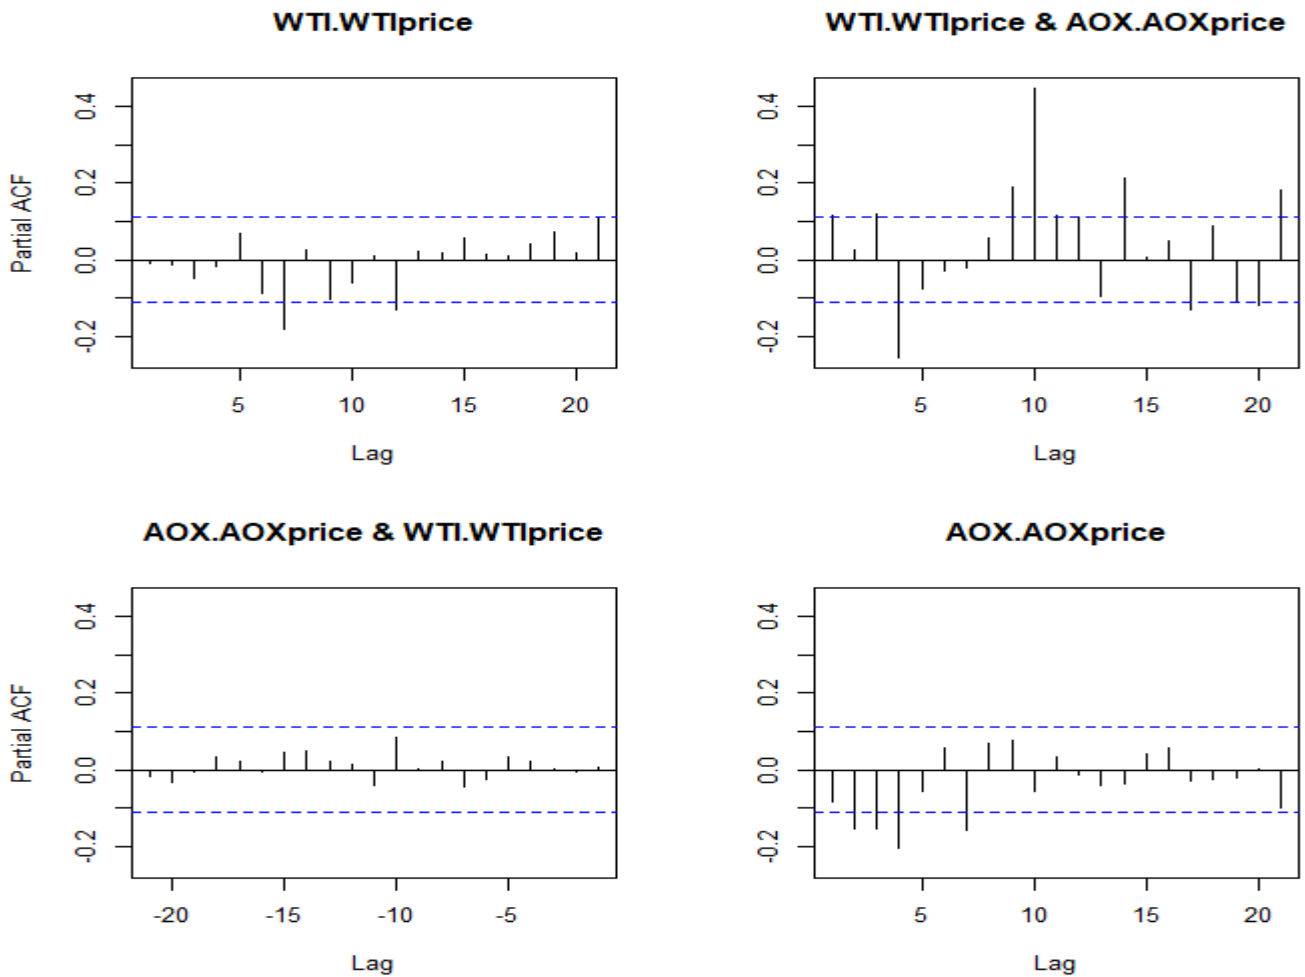 WTI.WTIprice
WTI.WTIprice & AOX.AOXprice
Partial ACF
0.4
0.2
0.0
-0.2
5 10 15 20
Lag
0.4
0.2
0.0
-0.2
5 10 15 20
Lag
AOX.AOXprice & WTI.WTIprice
AOX.AOXprice
Partial ACF
0.4
0.2
0.0
-0.2
-20 -15 -10 -5
Lag
0.4
0.2
0.0
-0.2
5 10 15 20
Lag